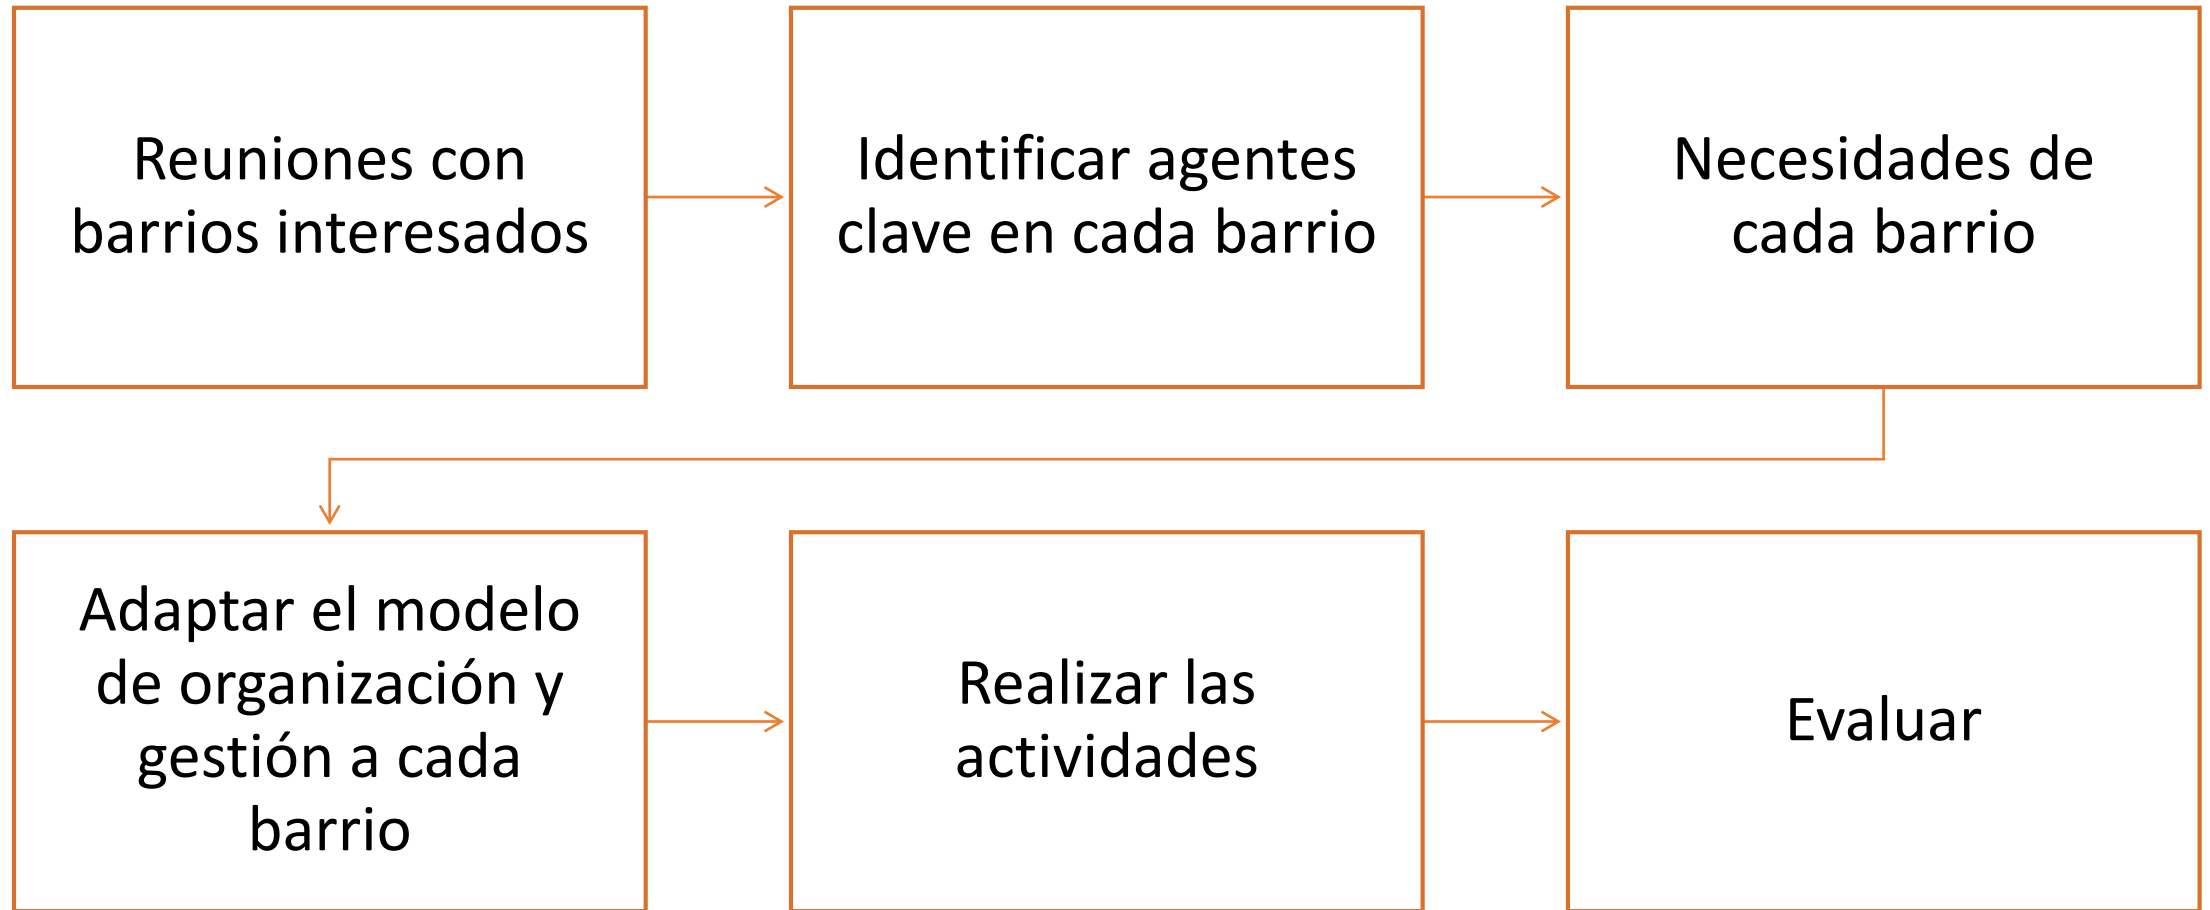 Reuniones con
barrios interesados
Identificar agentes
clave en cada barrio
Necesidades de
cada barrio
Adaptar el modelo
de organización y
gestión a cada
barrio
Realizar las
actividades
Evaluar